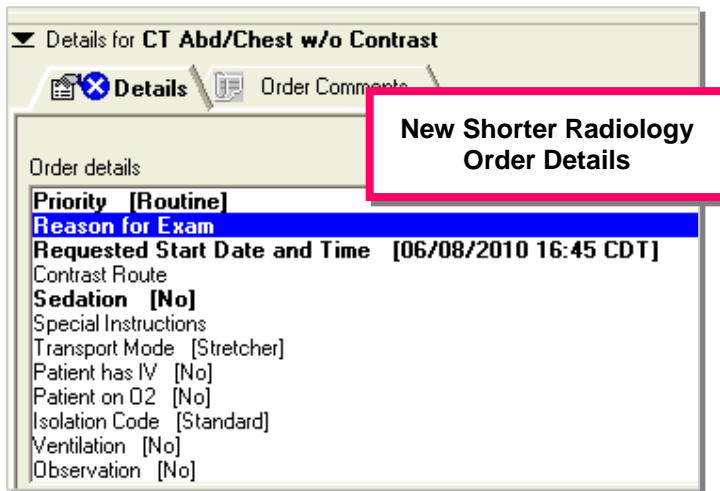 Details for CT Abd/Chest w/o Contrast
Details
Order Comments
New Shorter Radiology
Order Details
Order details
Priority [Routine]
Reason for Exam
Requested Start Date and Time [06/08/2010 16:45 CDT]
Contrast Route
Sedation [No]
Special Instructions
Transport Mode [Stretcher]
Patient has IV [No]
Patient on O2 [No]
Isolation Code [Standard]
Ventilation [No]
Observation [No]